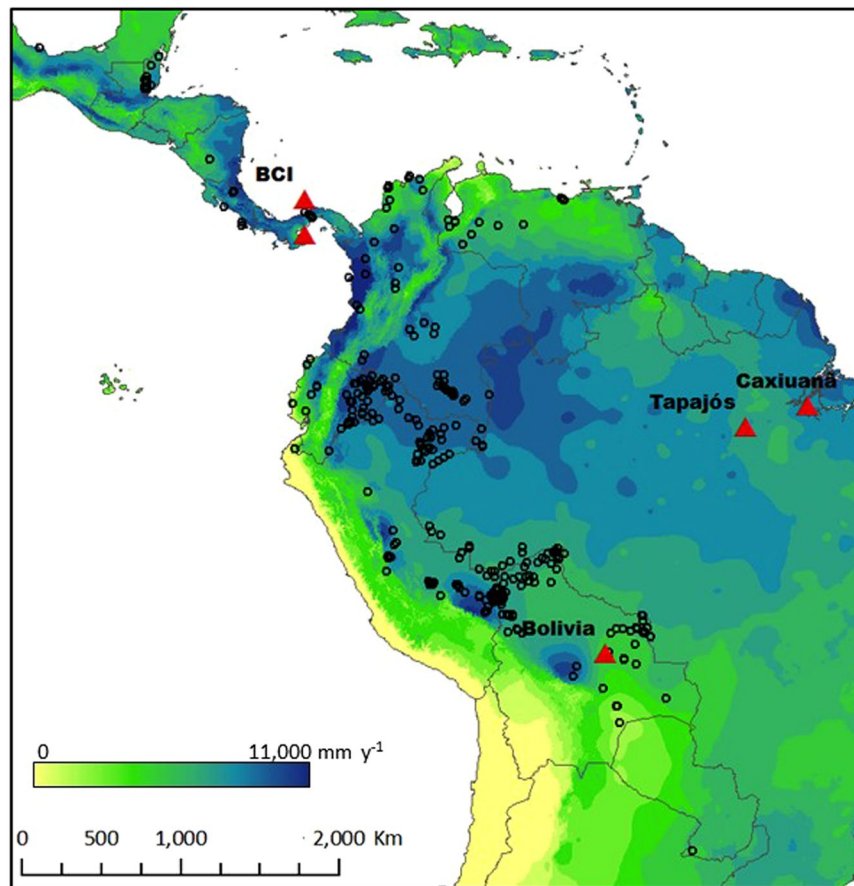 BCI
Caxiuanã
Tapajós
Bolivia
0 11,000 mm y-1
0 500 1,000 2,000 Km